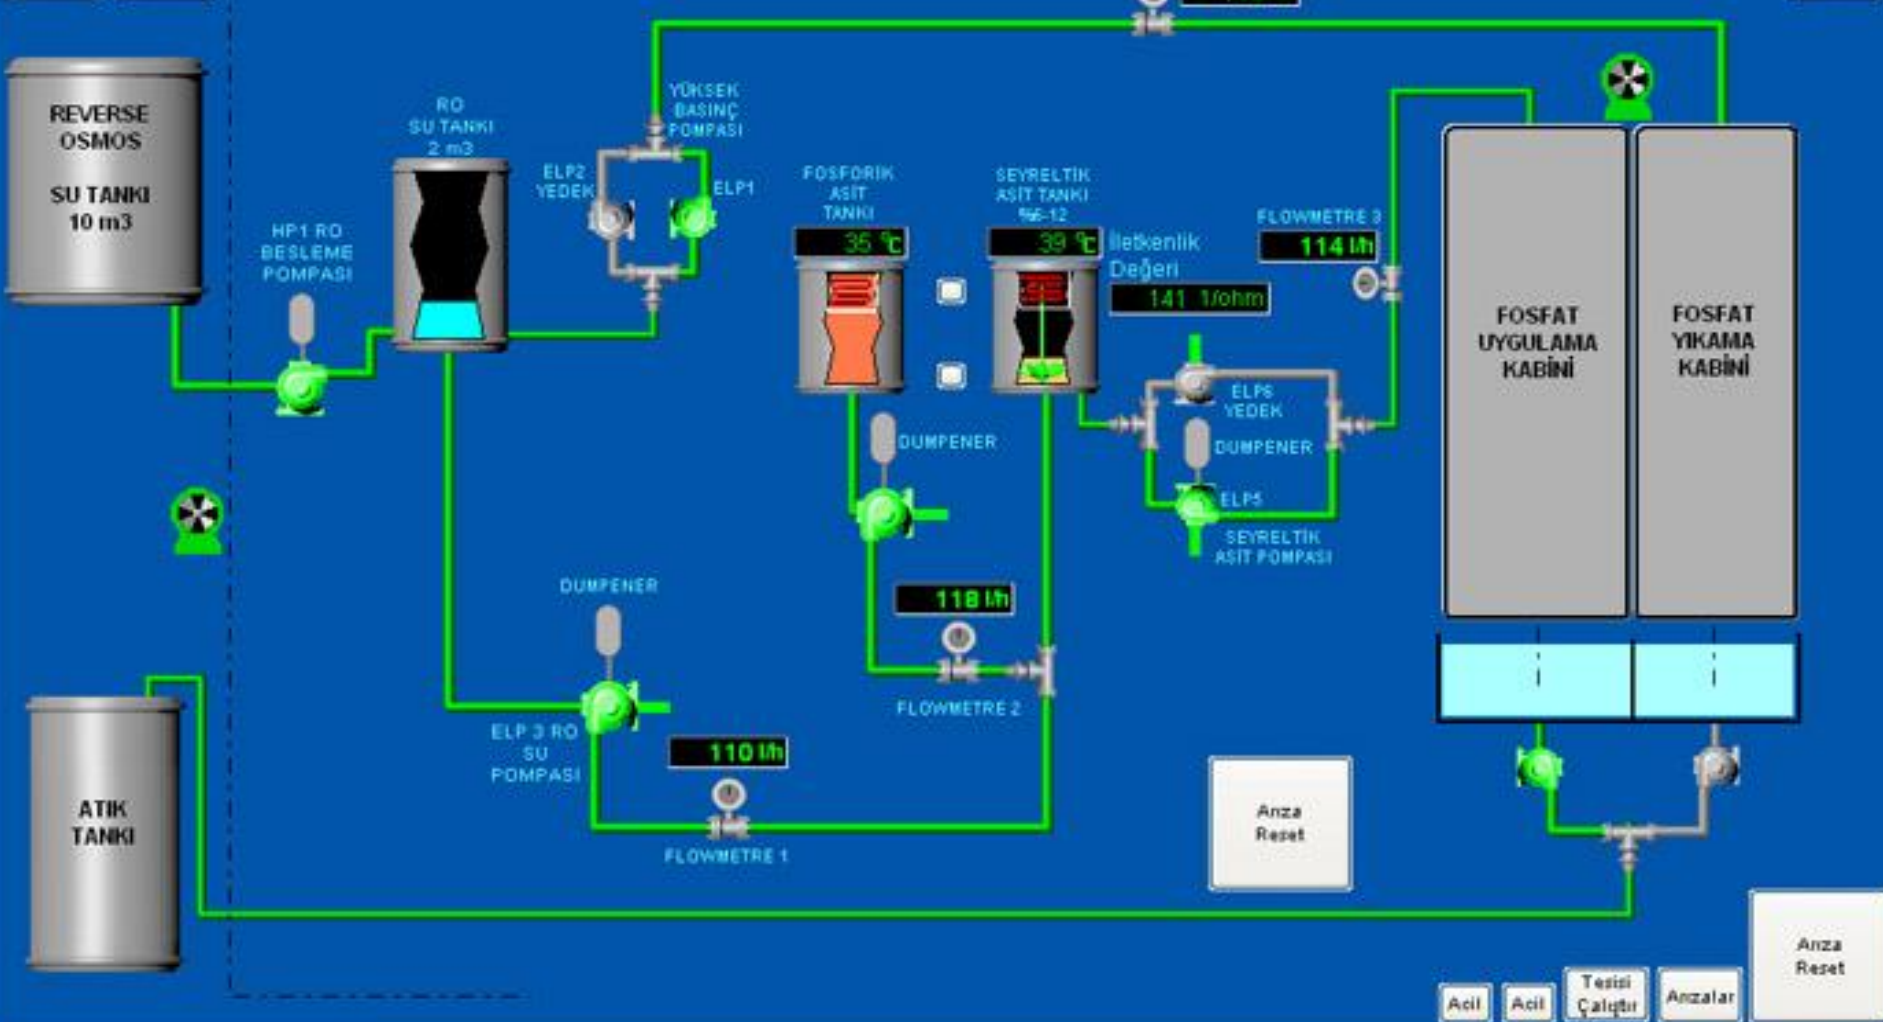 REVERSE
OSMOS
SU TANKI
10 m3
HP1 RO
BESLEME
POMPASI
RO
SU TANKI
2 m3
YÜKSEK
BASINÇ
POMPASI
ELP2
YEDEK
ELP1
FOSFORİK
ASİT
TANKI
35 °C
SEYRELTİK
ASİT TANKI
%6-12
39 °C
İletkenlik
Değeri
141 1/ohm
FLOWMETRE 3
114 l/h
ELP6
YEDEK
DUMPENER
ELP5
SEYRELTİK
ASİT POMPASI
FOSFAT
UYGULAMA
KABİNİ
FOSFAT
YIKAMA
KABİNİ
DUMPENER
118 l/h
FLOWMETRE 2
DUMPENER
ELP 3 RO
SU
POMPASI
110 l/h
FLOWMETRE 1
ATIK
TANKI
Arıza
Reset
Arıza
Reset
Acil
Acil
Tesisi
Çalıştır
Arızalar